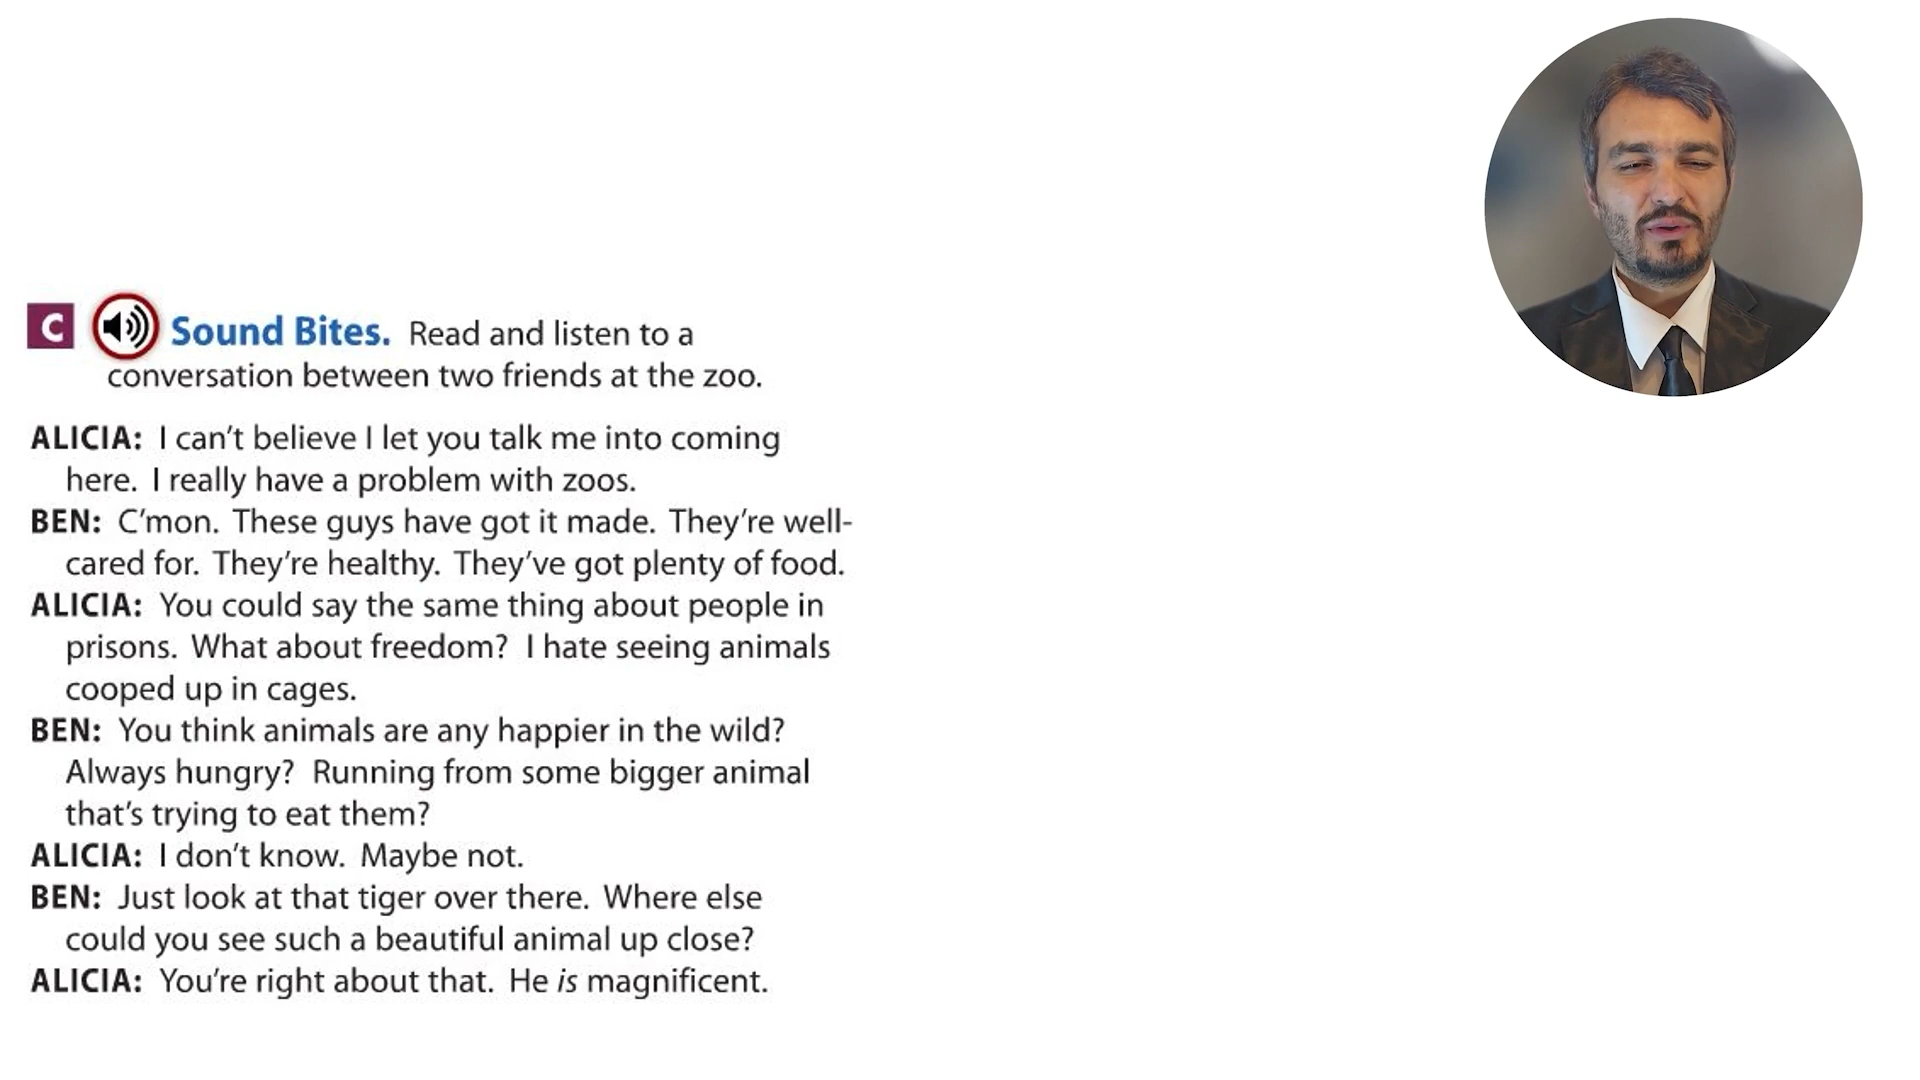 C Sound Bites. Read and listen to a
conversation between two friends at the zoo.
ALICIA: I can't believe I let you talk me into coming
here. I really have a problem with zoos.
BEN: C'mon. These guys have got it made. They're well-
cared for. They're healthy. They've got plenty of food.
ALICIA: You could say the same thing about people in
prisons. What about freedom? I hate seeing animals
cooped up in cages.
BEN: You think animals are any happier in the wild?
Always hungry? Running from some bigger animal
that's trying to eat them?
ALICIA: I don't know. Maybe not.
BEN: Just look at that tiger over there. Where else
could you see such a beautiful animal up close?
ALICIA: You're right about that. He is magnificent.